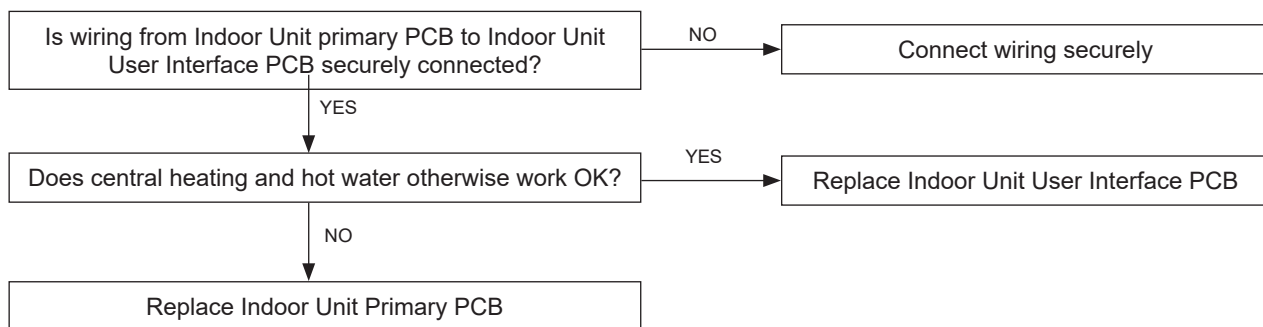 Is wiring from Indoor Unit primary PCB to Indoor Unit
User Interface PCB securely connected?
NO
Connect wiring securely
YES
Does central heating and hot water otherwise work OK?
YES
Replace Indoor Unit User Interface PCB
NO
Replace Indoor Unit Primary PCB